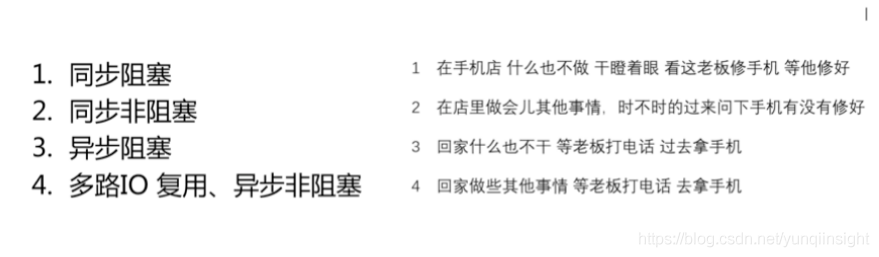 1. 同步阻塞
2. 同步非阻塞
3. 异步阻塞
4. 多路IO 复用、异步非阻塞
1 在手机店 什么也不做 干瞪着眼 看这老板修手机 等他修好
2 在店里做会儿其他事情，时不时的过来问下手机有没有修好
3 回家什么也不干 等老板打电话 过去拿手机
4 回家做些其他事情 等老板打电话 去拿手机
https://blog.csdn.net/yunqiinsight